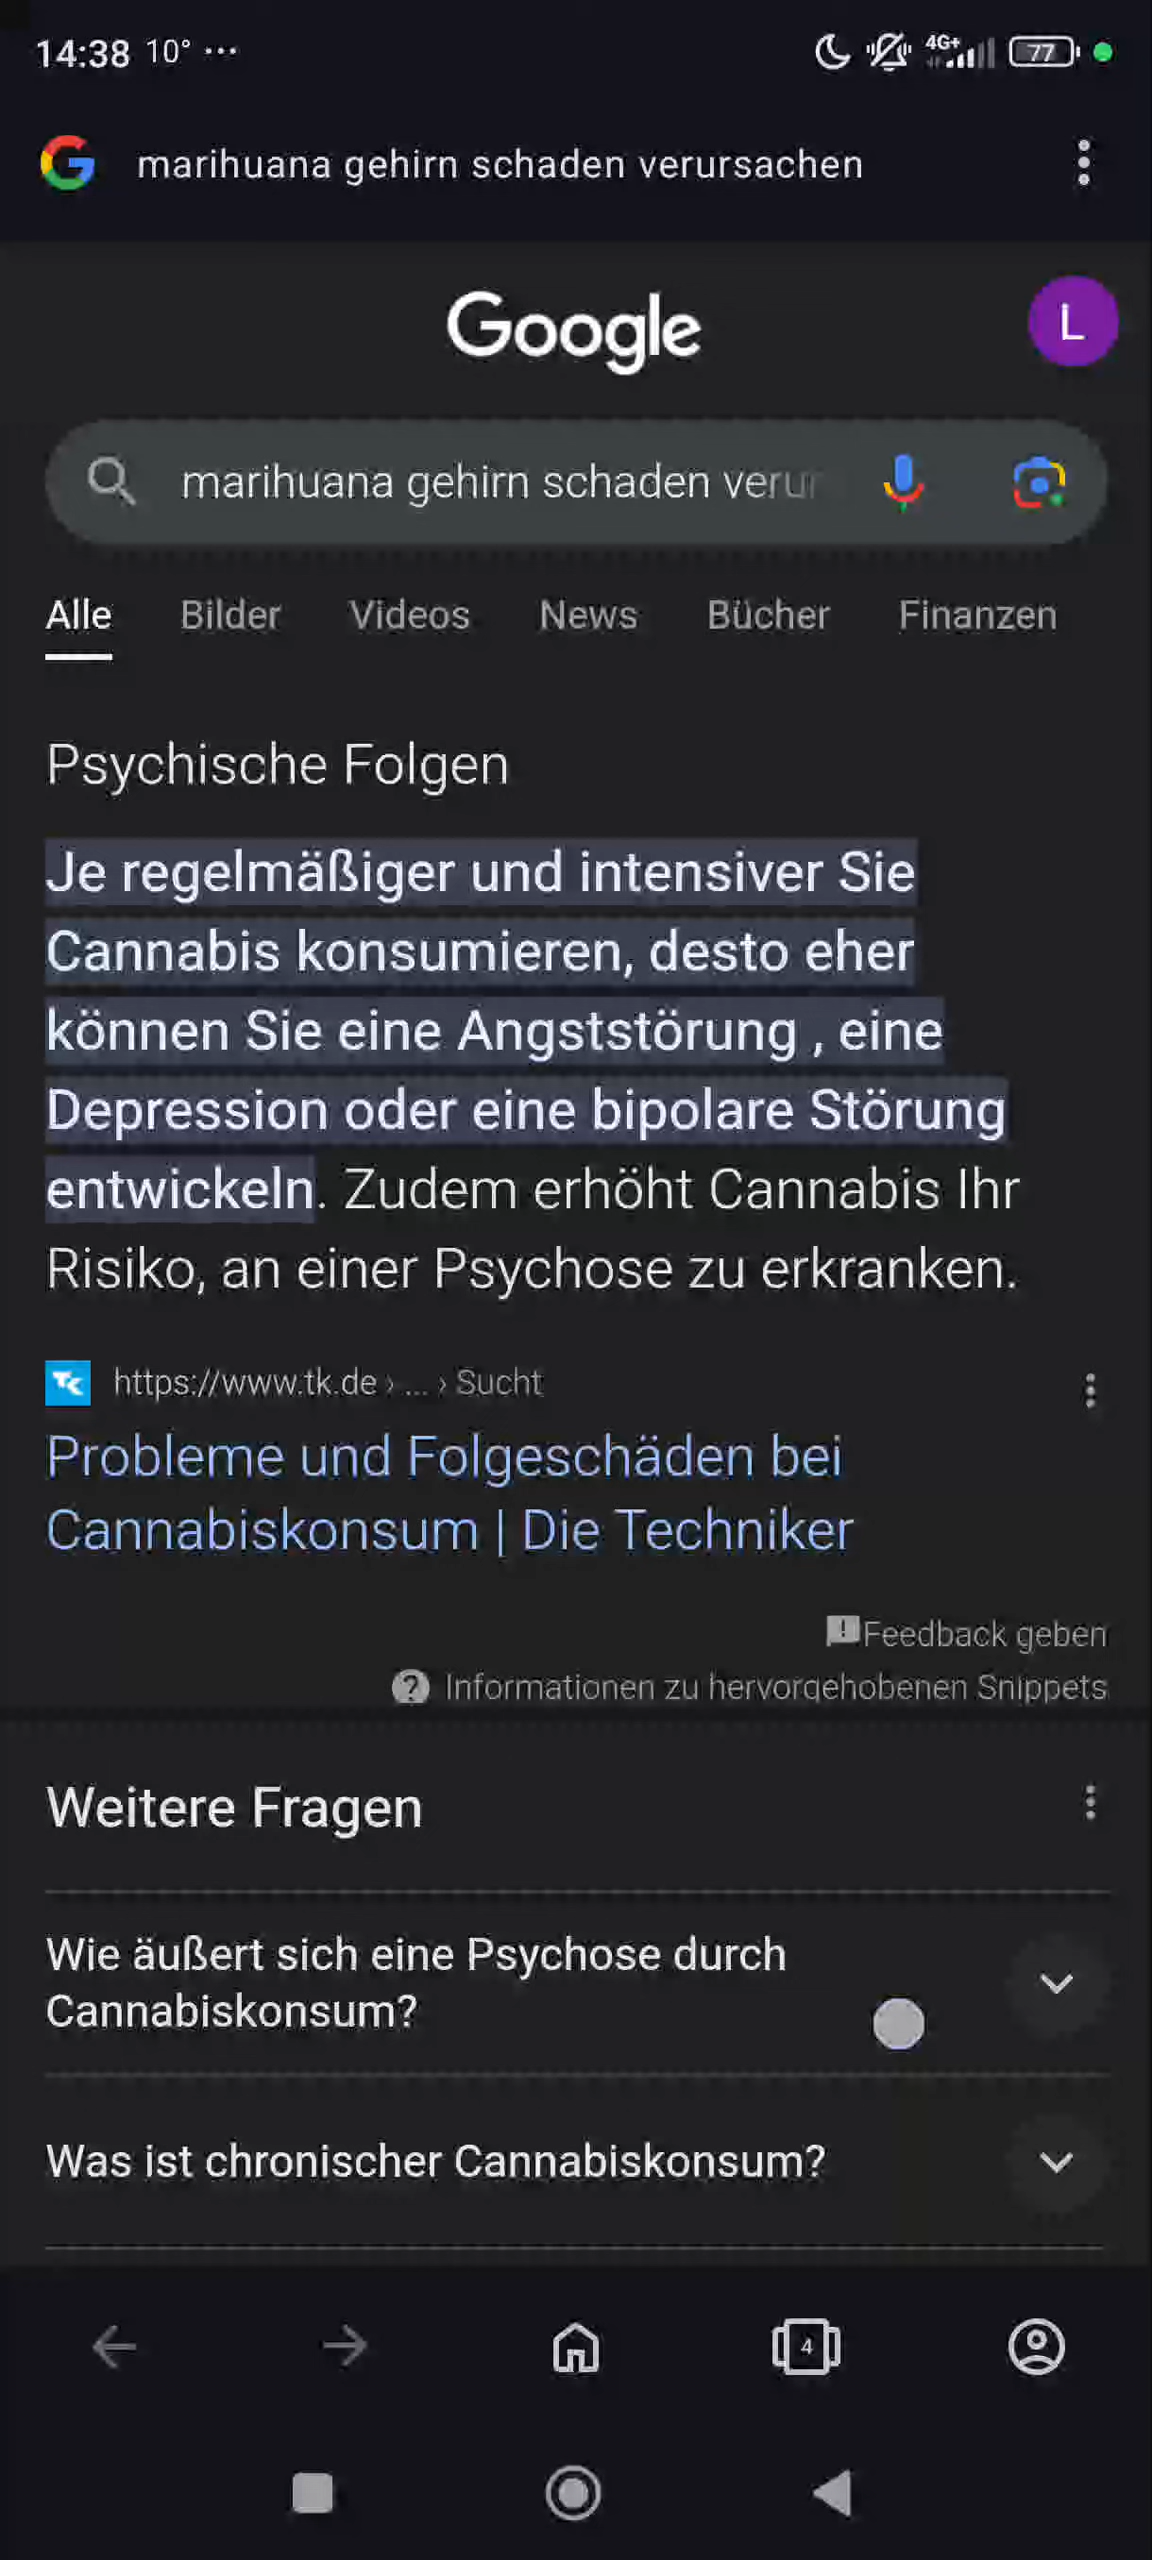 14:38 10° ...
4G+ 77
marihuana gehirn schaden verursachen
Google
L
marihuana gehirn schaden verur
Alle Bilder Videos News Bücher Finanzen
Psychische Folgen
Je regelmäßiger und intensiver Sie
Cannabis konsumieren, desto eher
können Sie eine Angststörung , eine
Depression oder eine bipolare Störung
entwickeln. Zudem erhöht Cannabis Ihr
Risiko, an einer Psychose zu erkranken.
https://www.tk.de › ... › Sucht
Probleme und Folgeschäden bei
Cannabiskonsum | Die Techniker
Feedback geben
Informationen zu hervorgehobenen Snippets
Weitere Fragen
Wie äußert sich eine Psychose durch
Cannabiskonsum?
Was ist chronischer Cannabiskonsum?
4